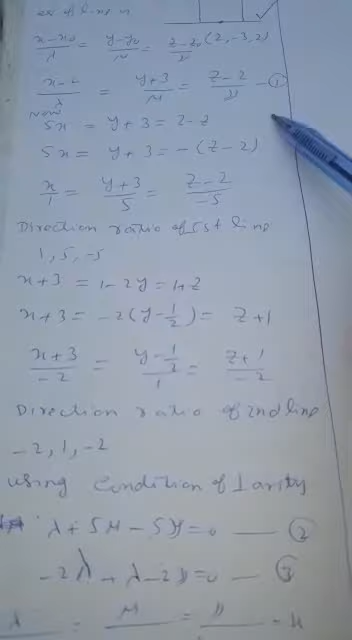 eq. of line is
x-x₀/λ = y-y₀/μ = z-z₀/ν (2,-3,2)
x-2/λ = y+3/μ = z-2/ν - ①
Now
5x = y+3 = 2-z
5x = y+3 = -(z-2)
x/1 = y+3/5 = z-2/-5
Direction ratio of 1st line
1, 5, -5
x+3 = 1-2y = 1+z
x+3 = -2(y-1/2) = z+1
x+3/-2 = y-1/2/1 = z+1/-2
Direction ratio of 2nd line
-2, 1, -2
using condition of ⊥arity
λ+5μ-5ν=0 — ②
-2λ+λ-2ν=0 — ③
λ/ = μ/ = ν/